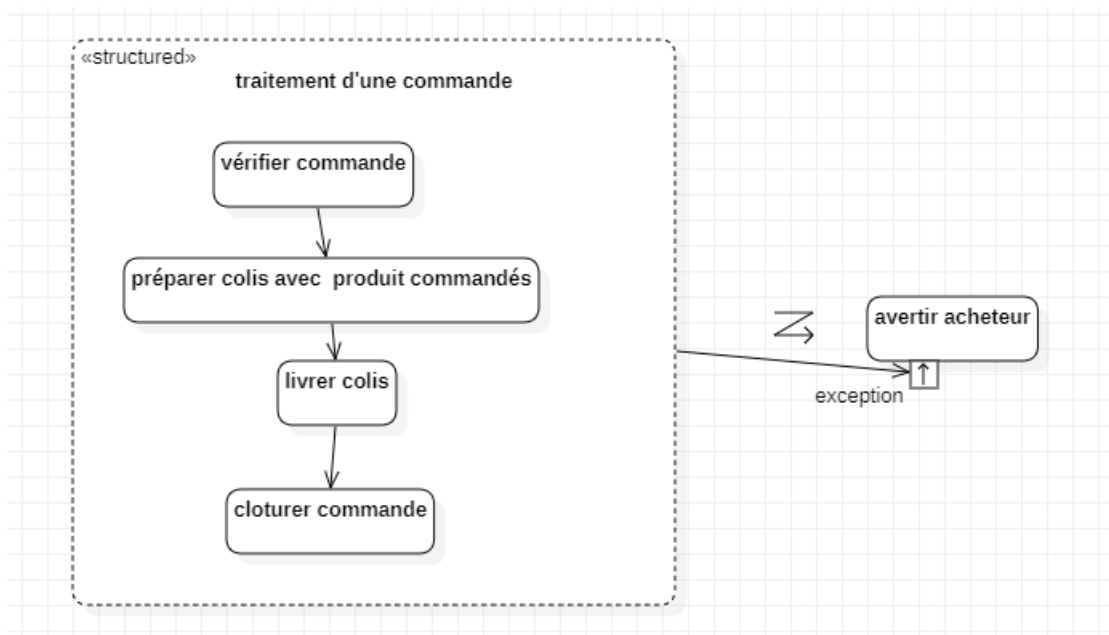 «structured»
traitement d'une commande
vérifier commande
préparer colis avec  produit commandés
livrer colis
cloturer commande
avertir acheteur
exception